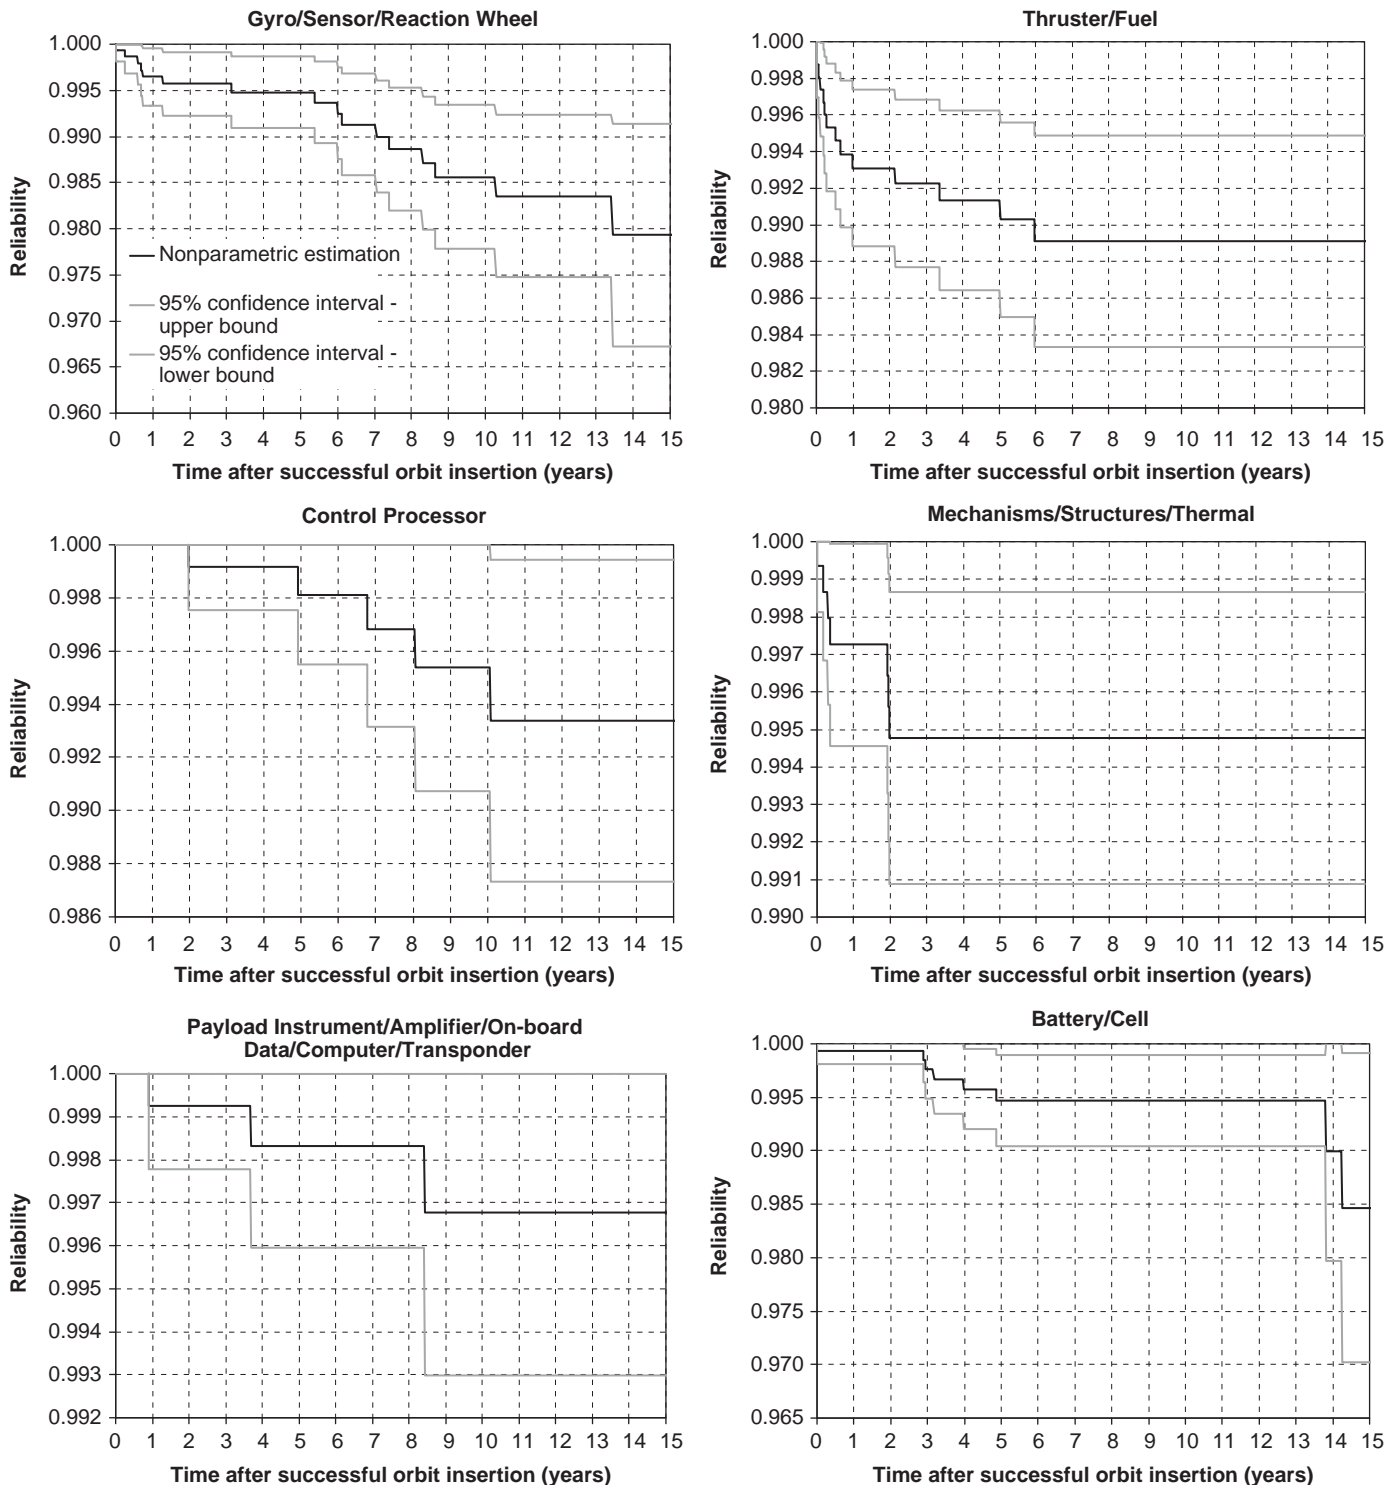 Gyro/Sensor/Reaction Wheel
1.000
0.995
0.990
0.985
0.980
0.975
0.970
0.965
0.960
Reliability
Nonparametric estimation
95% confidence interval -
upper bound
95% confidence interval -
lower bound
0 1 2 3 4 5 6 7 8 9 10 11 12 13 14 15
Time after successful orbit insertion (years)
Thruster/Fuel
1.000
0.998
0.996
0.994
0.992
0.990
0.988
0.986
0.984
0.982
0.980
Reliability
0 1 2 3 4 5 6 7 8 9 10 11 12 13 14 15
Time after successful orbit insertion (years)
Control Processor
1.000
0.998
0.996
0.994
0.992
0.990
0.988
0.986
Reliability
0 1 2 3 4 5 6 7 8 9 10 11 12 13 14 15
Time after successful orbit insertion (years)
Mechanisms/Structures/Thermal
1.000
0.999
0.998
0.997
0.996
0.995
0.994
0.993
0.992
0.991
0.990
Reliability
0 1 2 3 4 5 6 7 8 9 10 11 12 13 14 15
Time after successful orbit insertion (years)
Payload Instrument/Amplifier/On-board
Data/Computer/Transponder
1.000
0.999
0.998
0.997
0.996
0.995
0.994
0.993
0.992
Reliability
0 1 2 3 4 5 6 7 8 9 10 11 12 13 14 15
Time after successful orbit insertion (years)
Battery/Cell
1.000
0.995
0.990
0.985
0.980
0.975
0.970
0.965
Reliability
0 1 2 3 4 5 6 7 8 9 10 11 12 13 14 15
Time after successful orbit insertion (years)